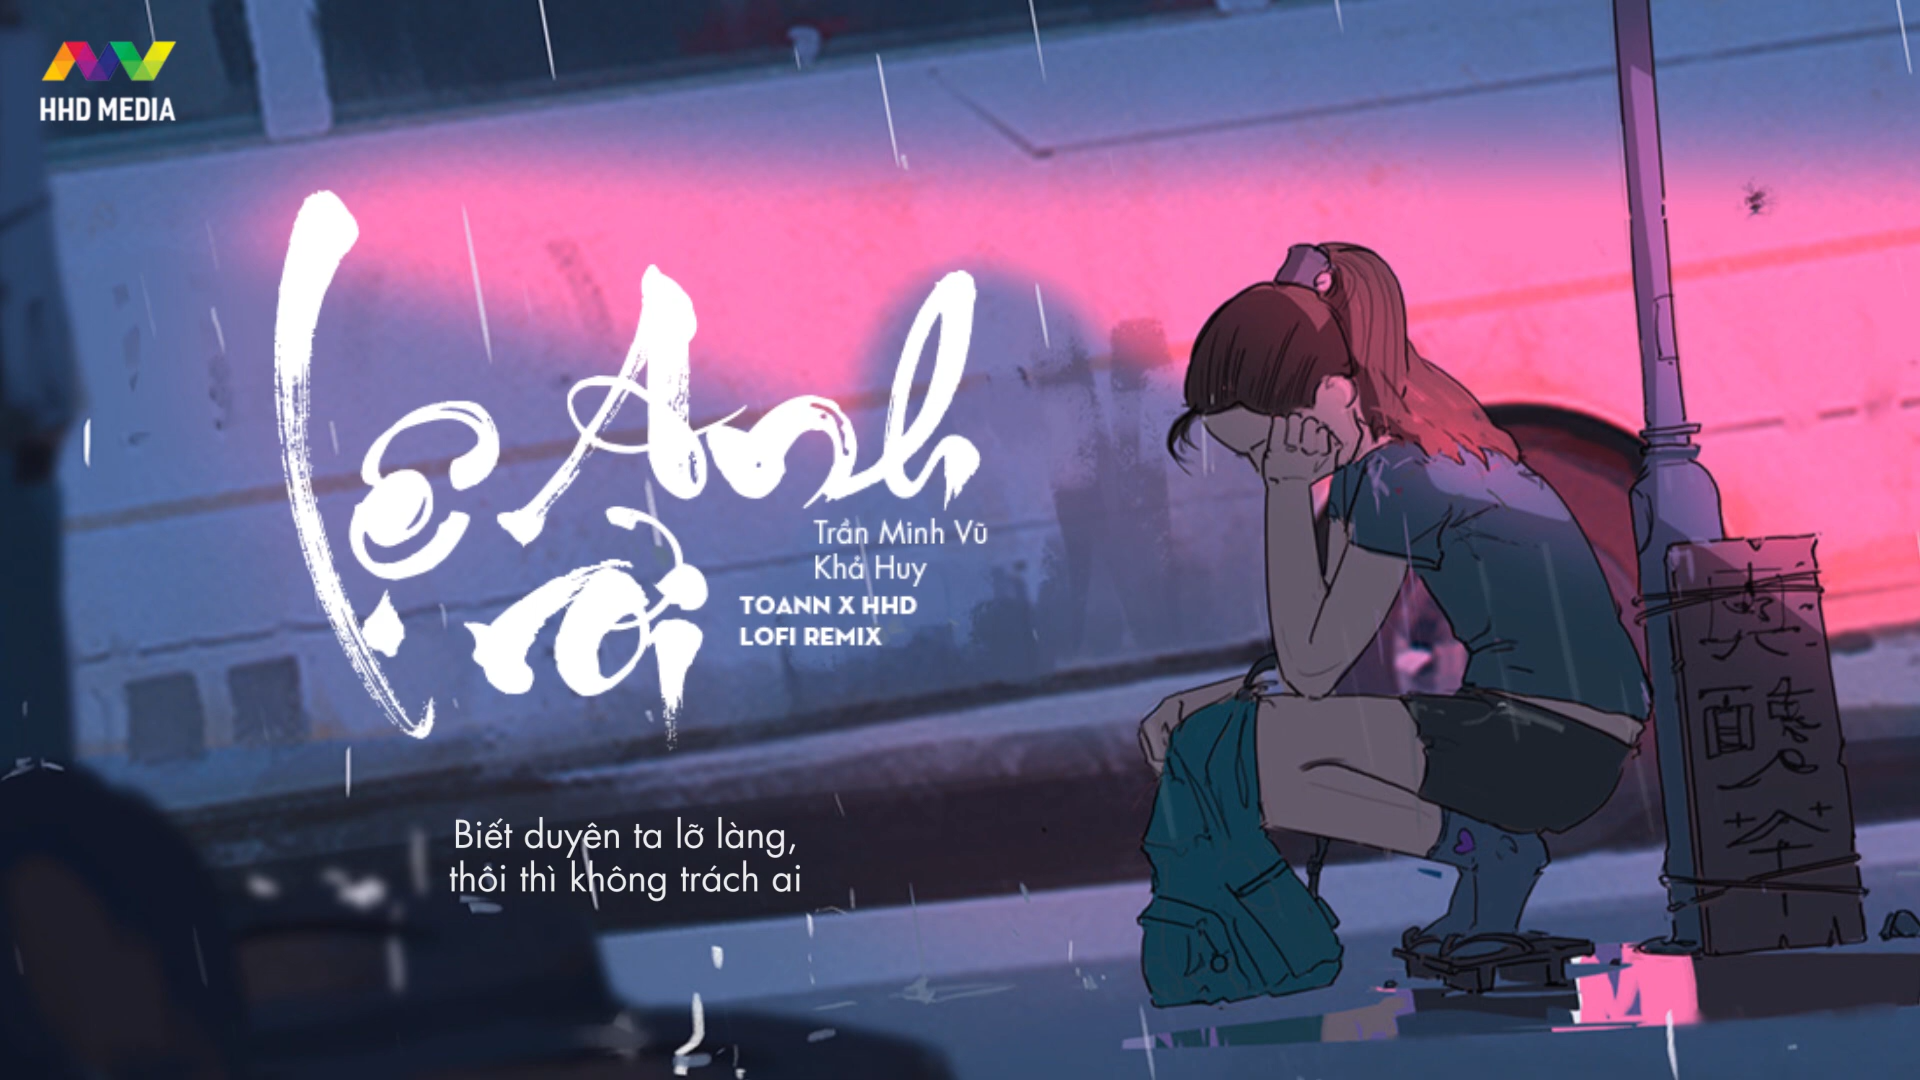 HHD MEDIA
Lệ Anh
Rơi
Trần Minh Vũ
Khả Huy
TOANN X HHD
LOFI REMIX
Biết duyên ta lỡ làng,
thôi thì không trách ai